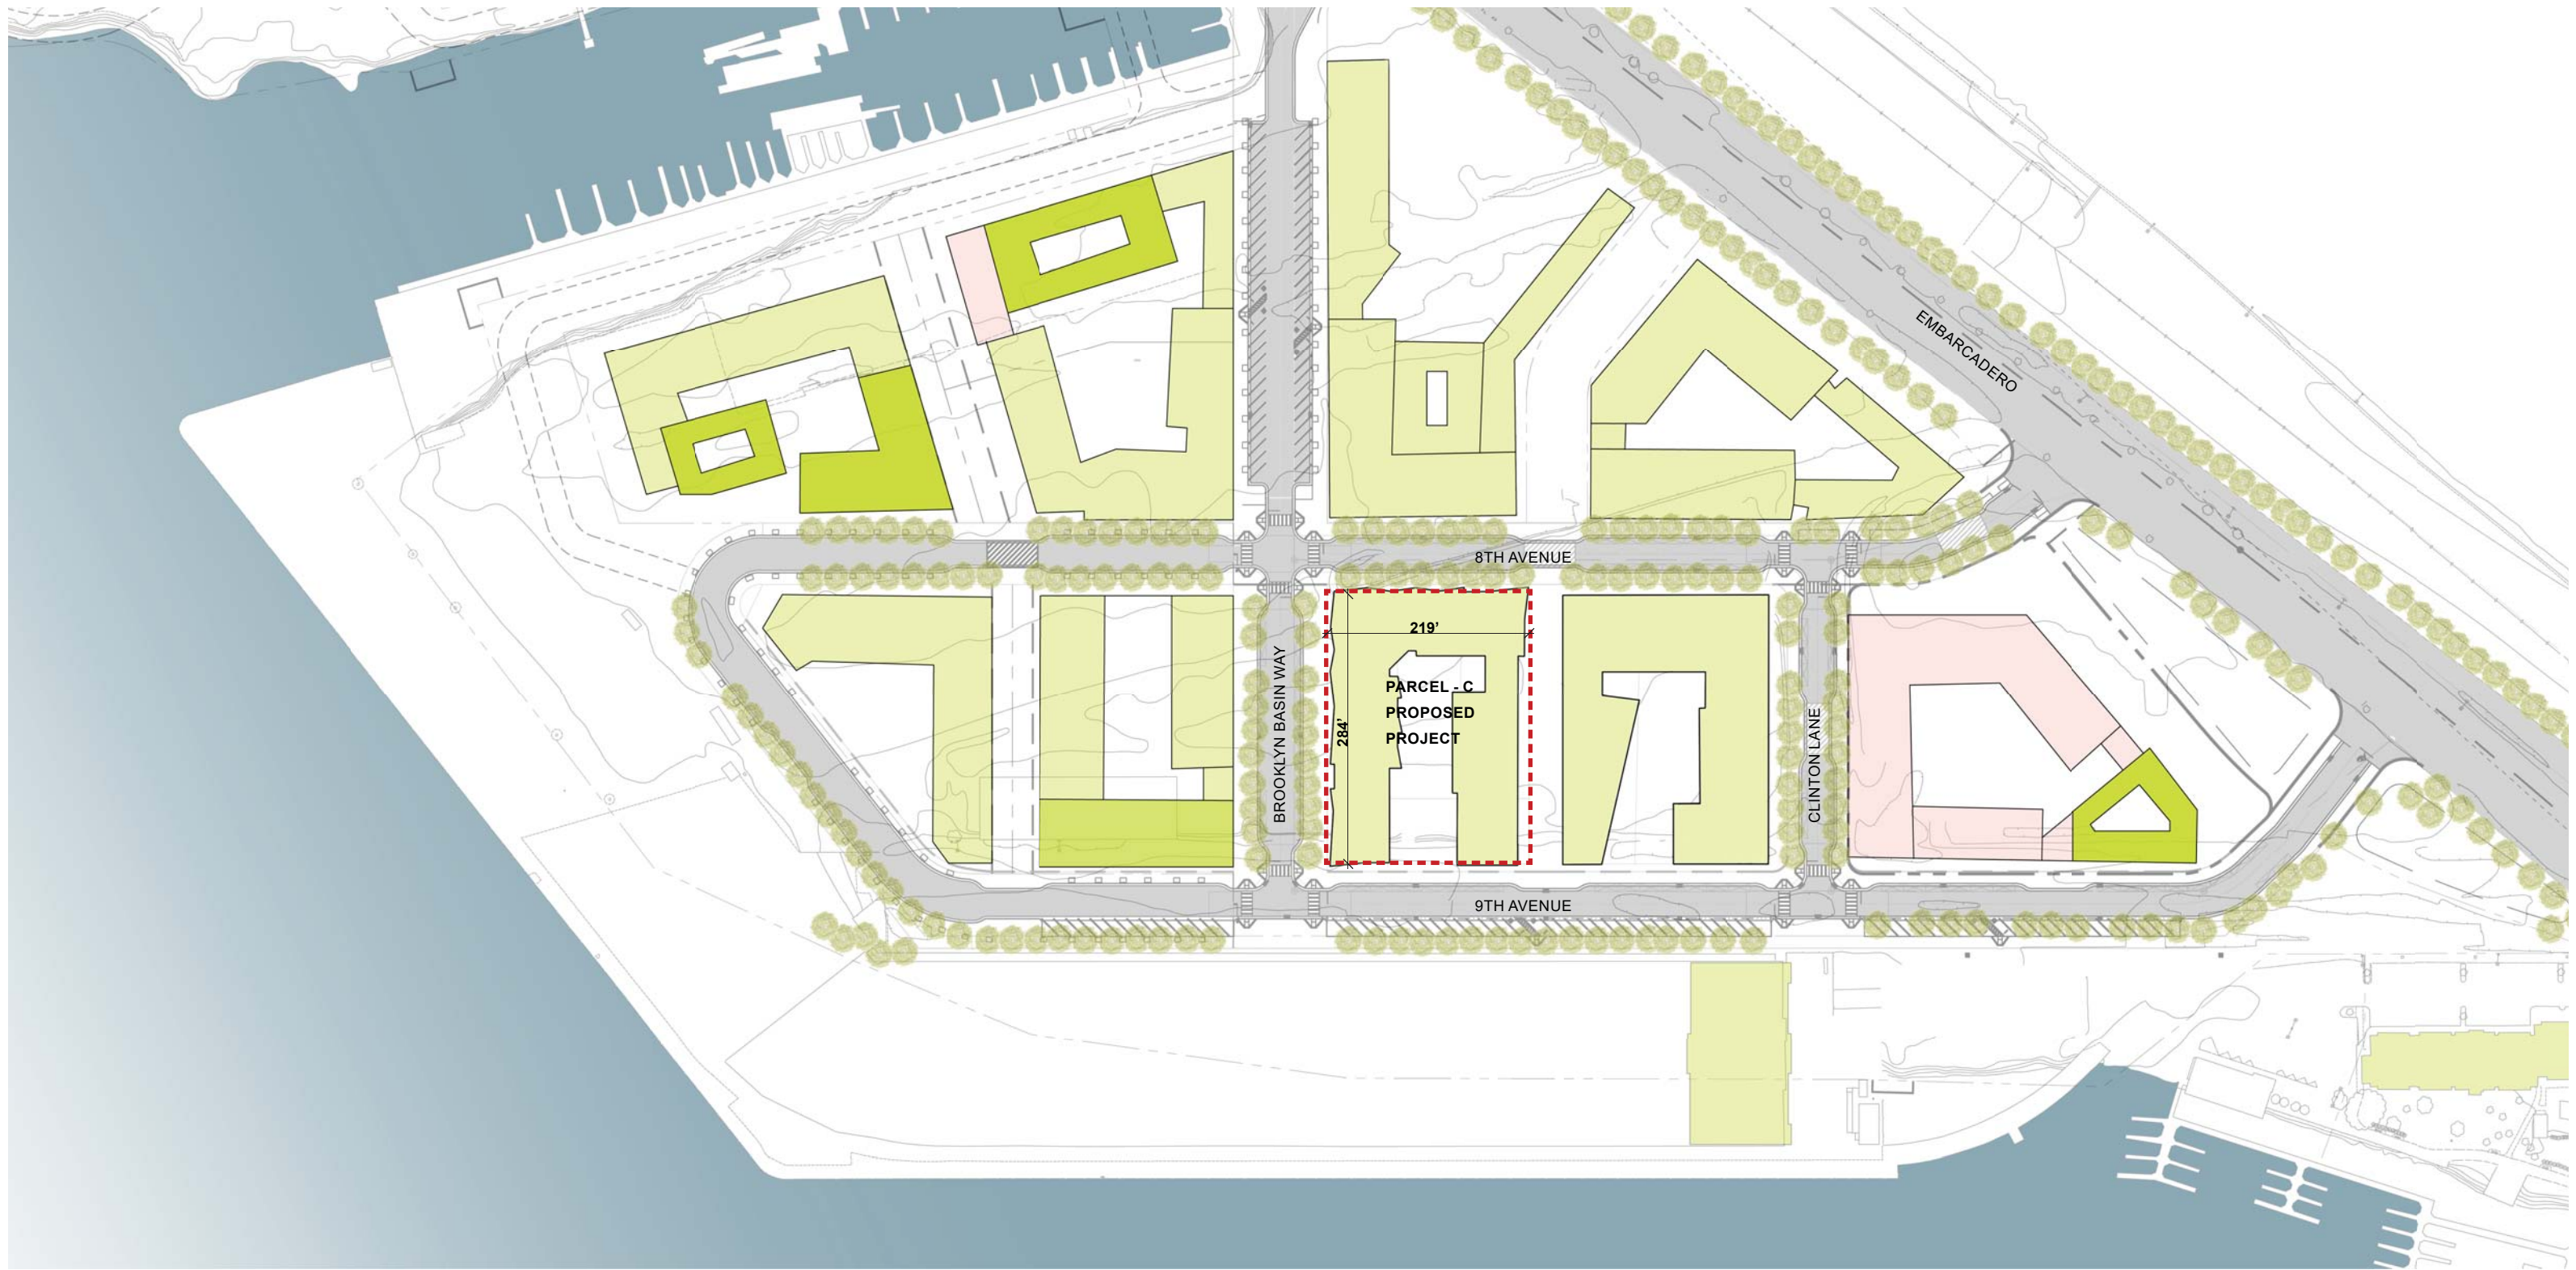 EMBARCADERO
8TH AVENUE
219'
BROOKLYN BASIN WAY
284'
PARCEL - C
PROPOSED
PROJECT
CLINTON LANE
9TH AVENUE